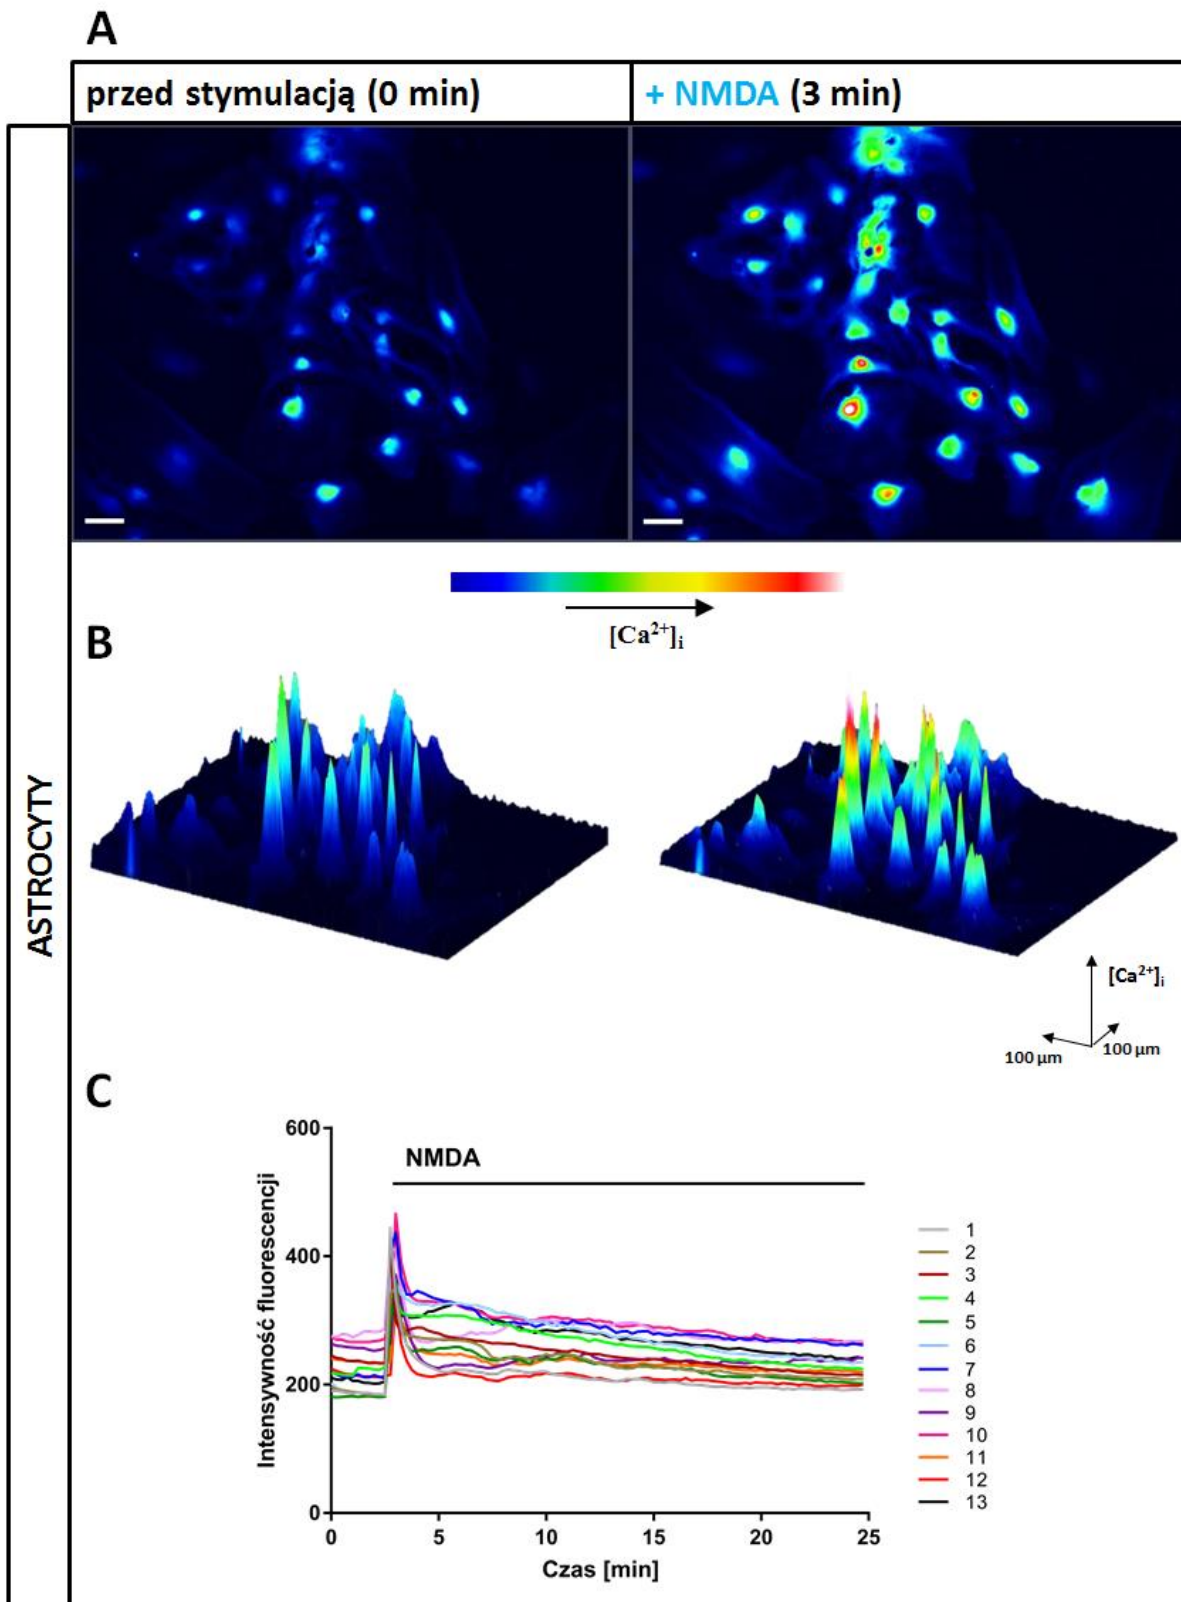 A
przed stymulacją (0 min)
+ NMDA (3 min)
[Ca²⁺]ᵢ
B
ASTROCYTY
[Ca²⁺]ᵢ
100 µm
100 µm
C
600
400
200
0
Intensywność fluorescencji
NMDA
0
5
10
15
20
25
Czas [min]
1
2
3
4
5
6
7
8
9
10
11
12
13